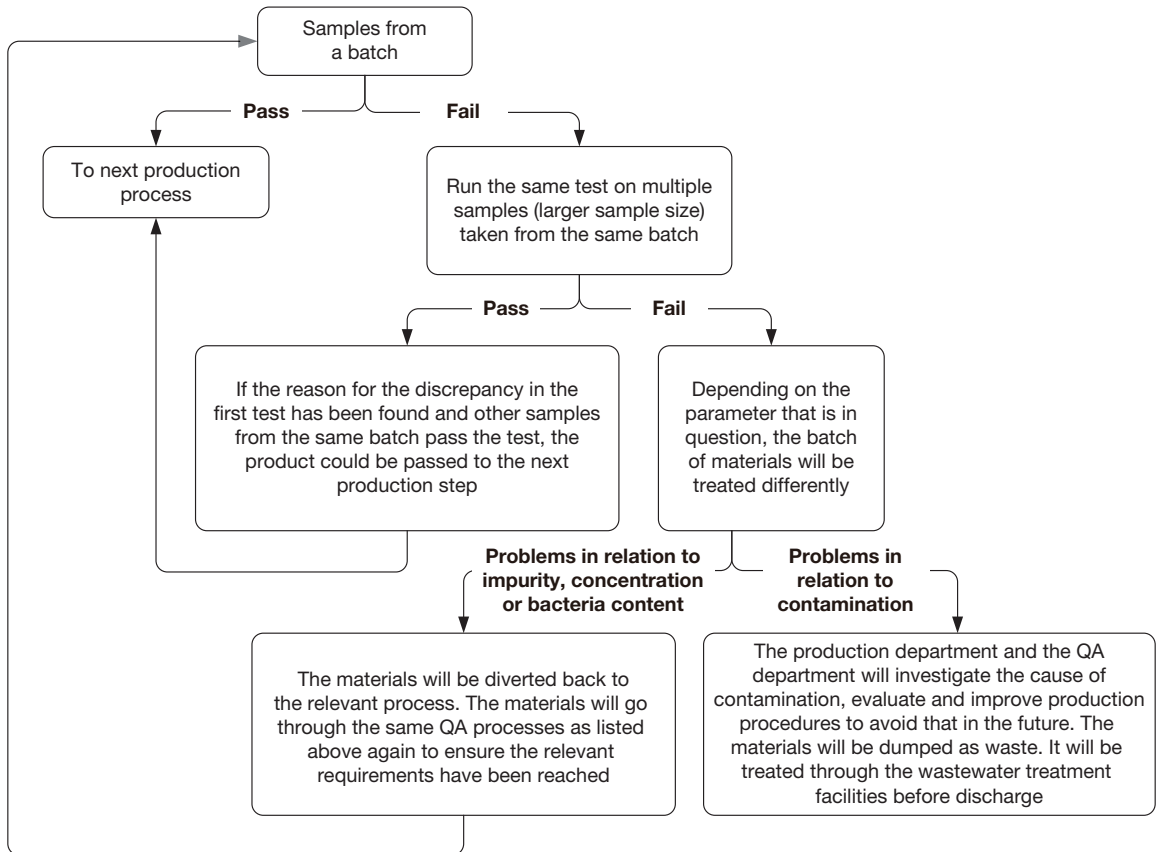 Samples from
a batch
Pass
Fail
To next production
process
Run the same test on multiple
samples (larger sample size)
taken from the same batch
Pass
Fail
If the reason for the discrepancy in the
first test has been found and other samples
from the same batch pass the test, the
product could be passed to the next
production step
Depending on the
parameter that is in
question, the batch
of materials will be
treated differently
Problems in relation to
impurity, concentration
or bacteria content
Problems in
relation to
contamination
The materials will be diverted back to
the relevant process. The materials will go
through the same QA processes as listed
above again to ensure the relevant
requirements have been reached
The production department and the QA
department will investigate the cause of
contamination, evaluate and improve production
procedures to avoid that in the future. The
materials will be dumped as waste. It will be
treated through the wastewater treatment
facilities before discharge